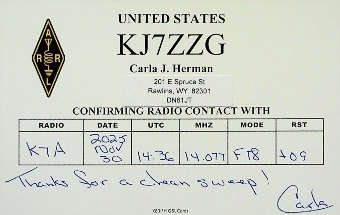 UNITED STATES
KJ7ZZG
Carla J. Herman
201 E Spruce St
Rawlins, WY 82301
DN61JT
A
R R
L
CONFIRMING RADIO CONTACT WITH
RADIO DATE UTC MHZ MODE RST
K7A 2025 Nov 30 14:36 14.077 FT8 +09
Thanks for a clean sweep!
Carla